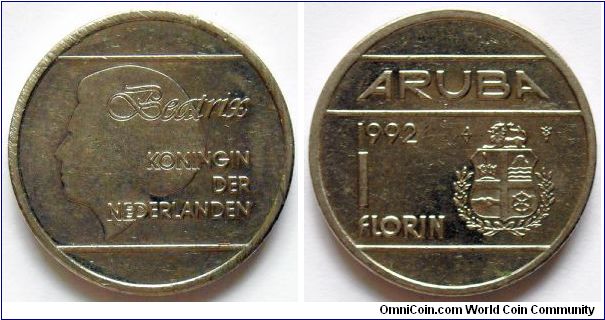 Beatrix
KONINGIN
DER
NEDERLANDEN
ARUBA
1992
1
FLORIN
OmniCoin.com World Coin Community